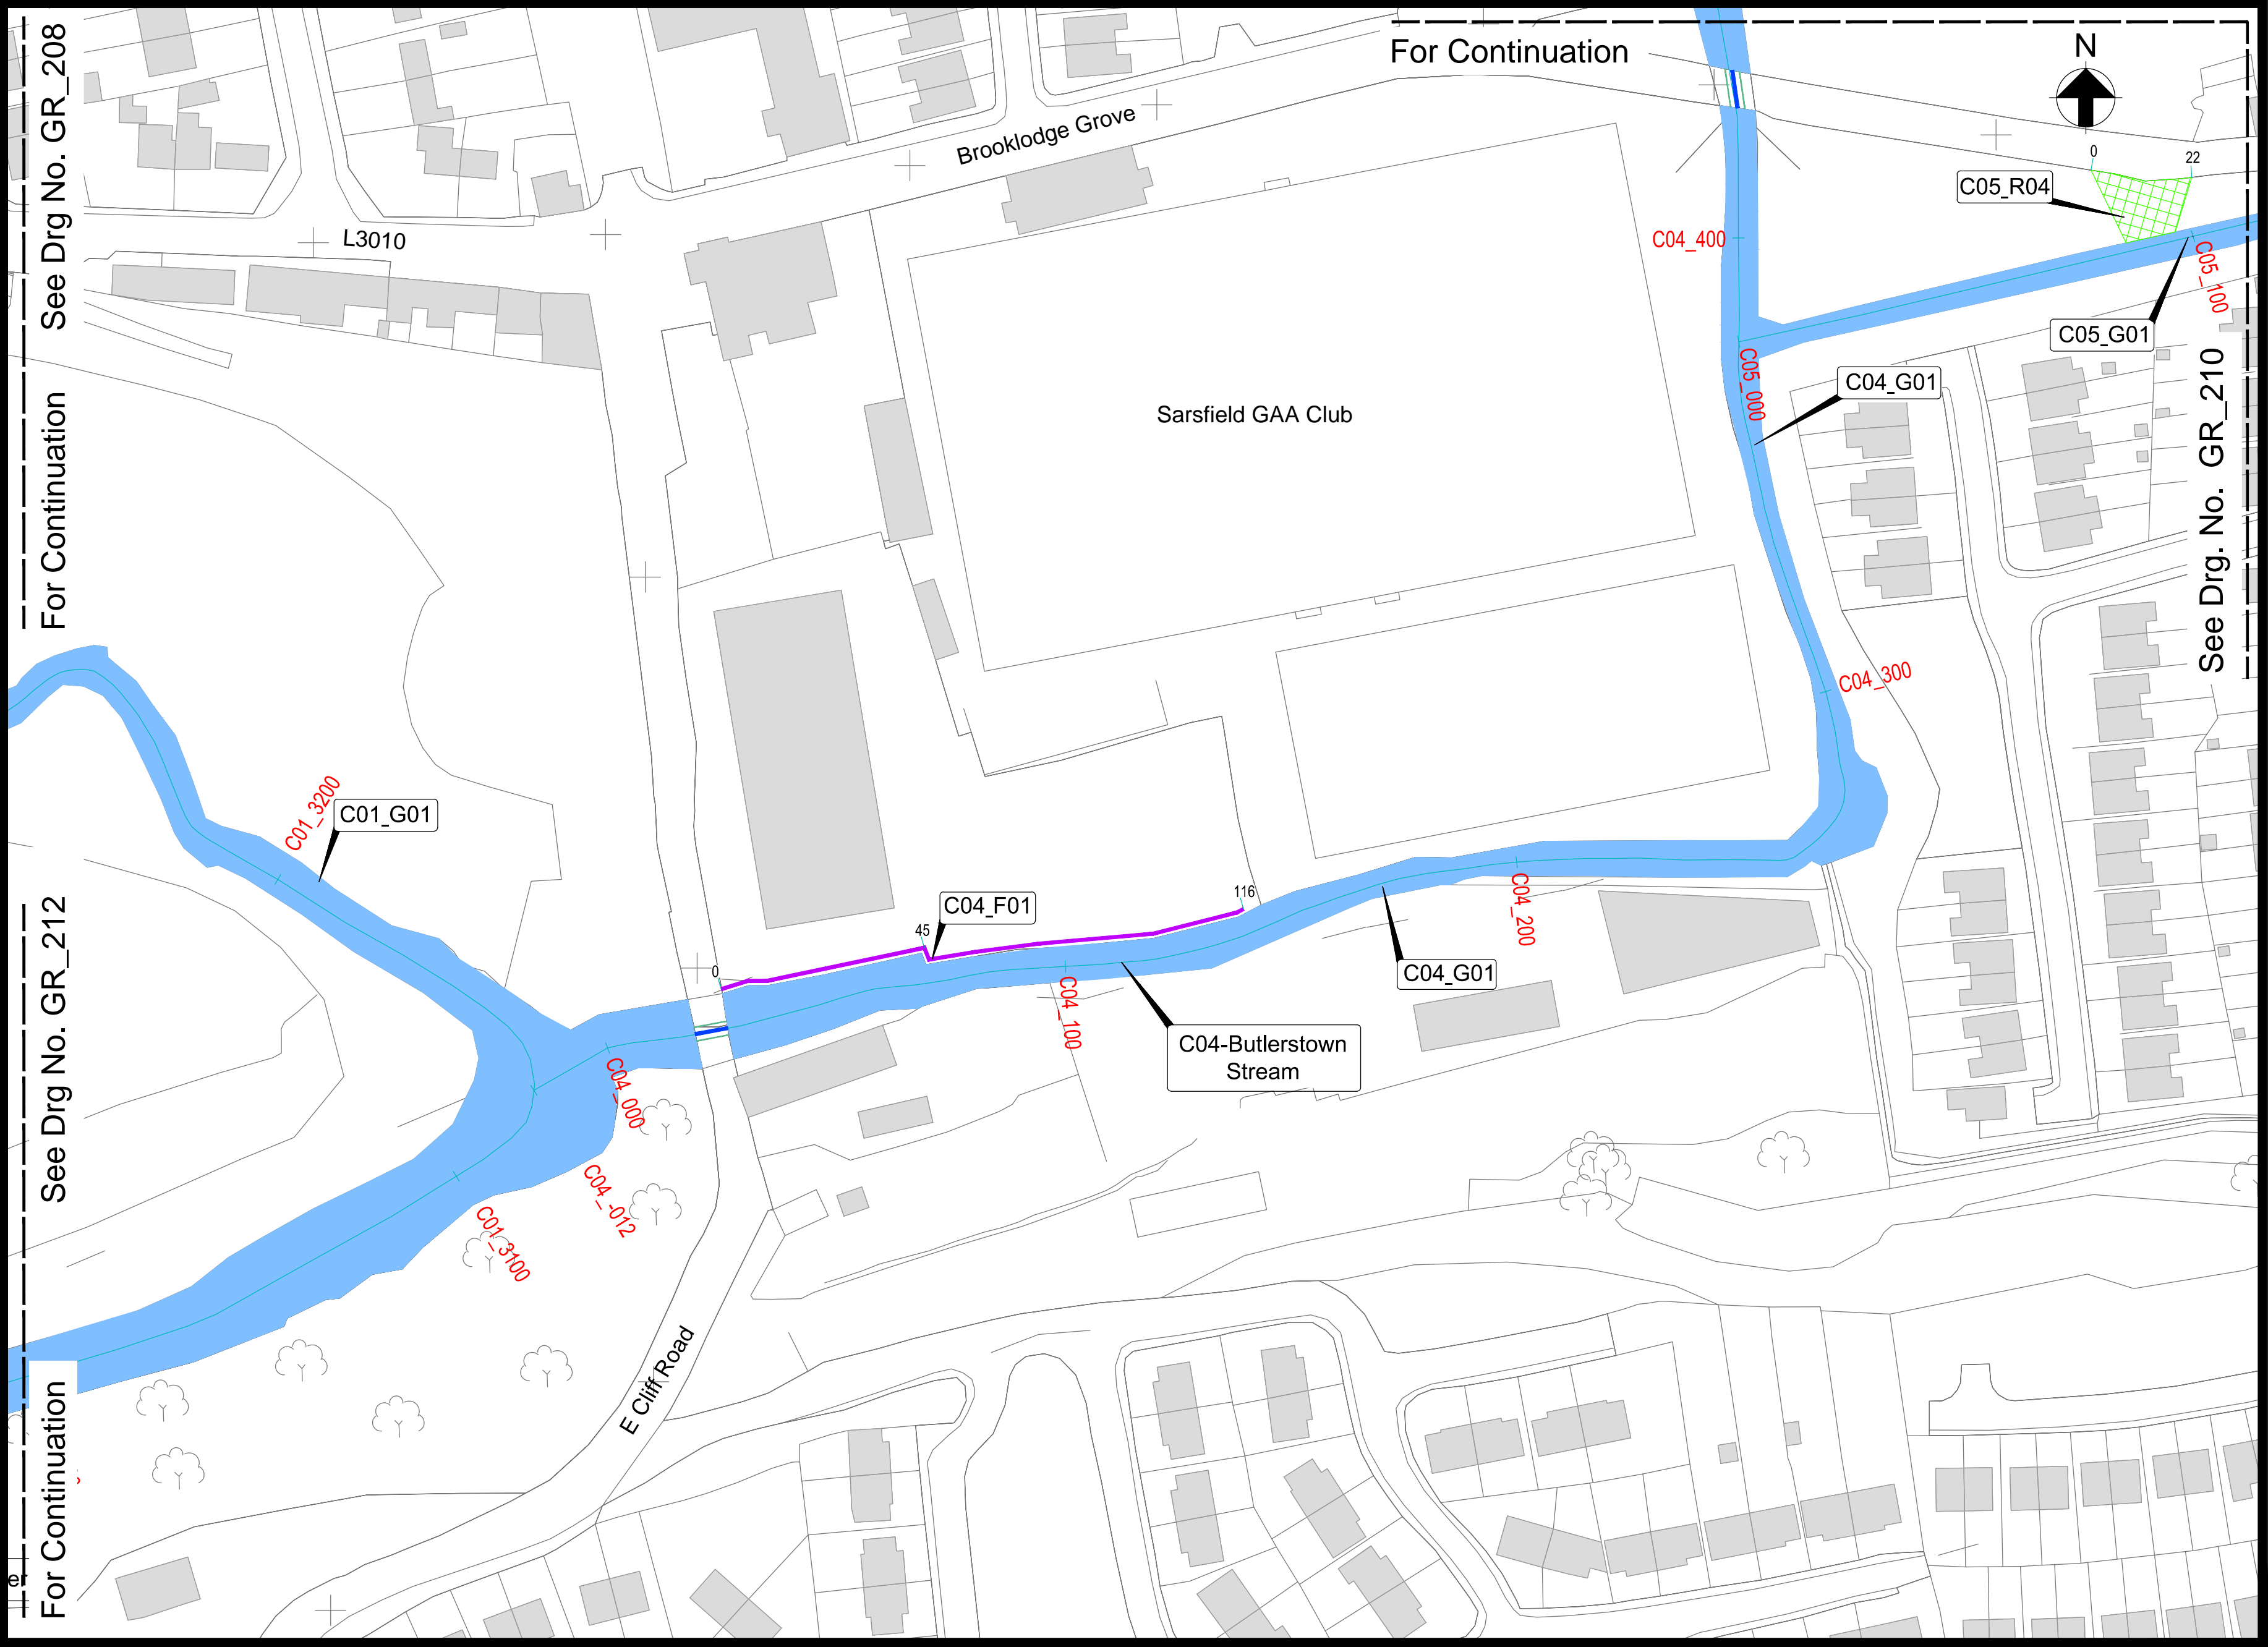 For Continuation
N
See Drg No. GR_208
For Continuation
See Drg No. GR_212
For Continuation
See Drg. No. GR_210
Brooklodge Grove
L3010
0
22
C05_R04
C04_400
C05_100
C05_G01
C05_000
C04_G01
Sarsfield GAA Club
C04_300
C01_3200
C01_G01
C04_F01
116
45
0
C04_200
C04_G01
C04_100
C04-Butlerstown
Stream
C04_000
C04_-012
C01_3100
E Cliff Road